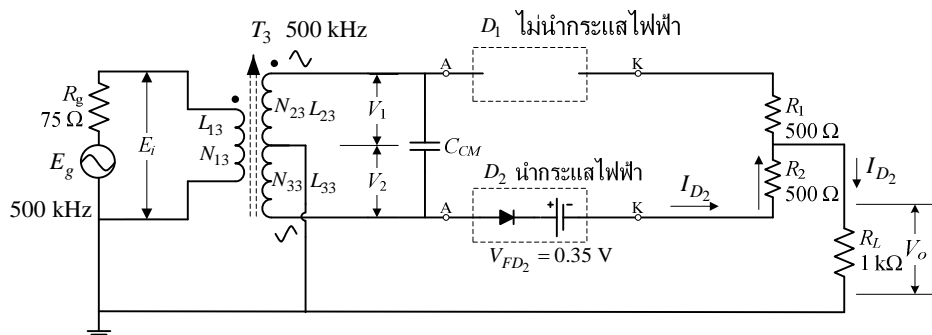 T3 500 kHz
D1 ไม่นำกระแสไฟฟ้า
A
K
Rg
75 Ω
Ei
L13
N13
N23 L23
V1
CCM
R1
500 Ω
Eg
500 kHz
N33 L33
V2
D2 นำกระแสไฟฟ้า
A
+ -
K
ID2
R2
500 Ω
ID2
VFD2 = 0.35 V
RL
1 kΩ
Vo